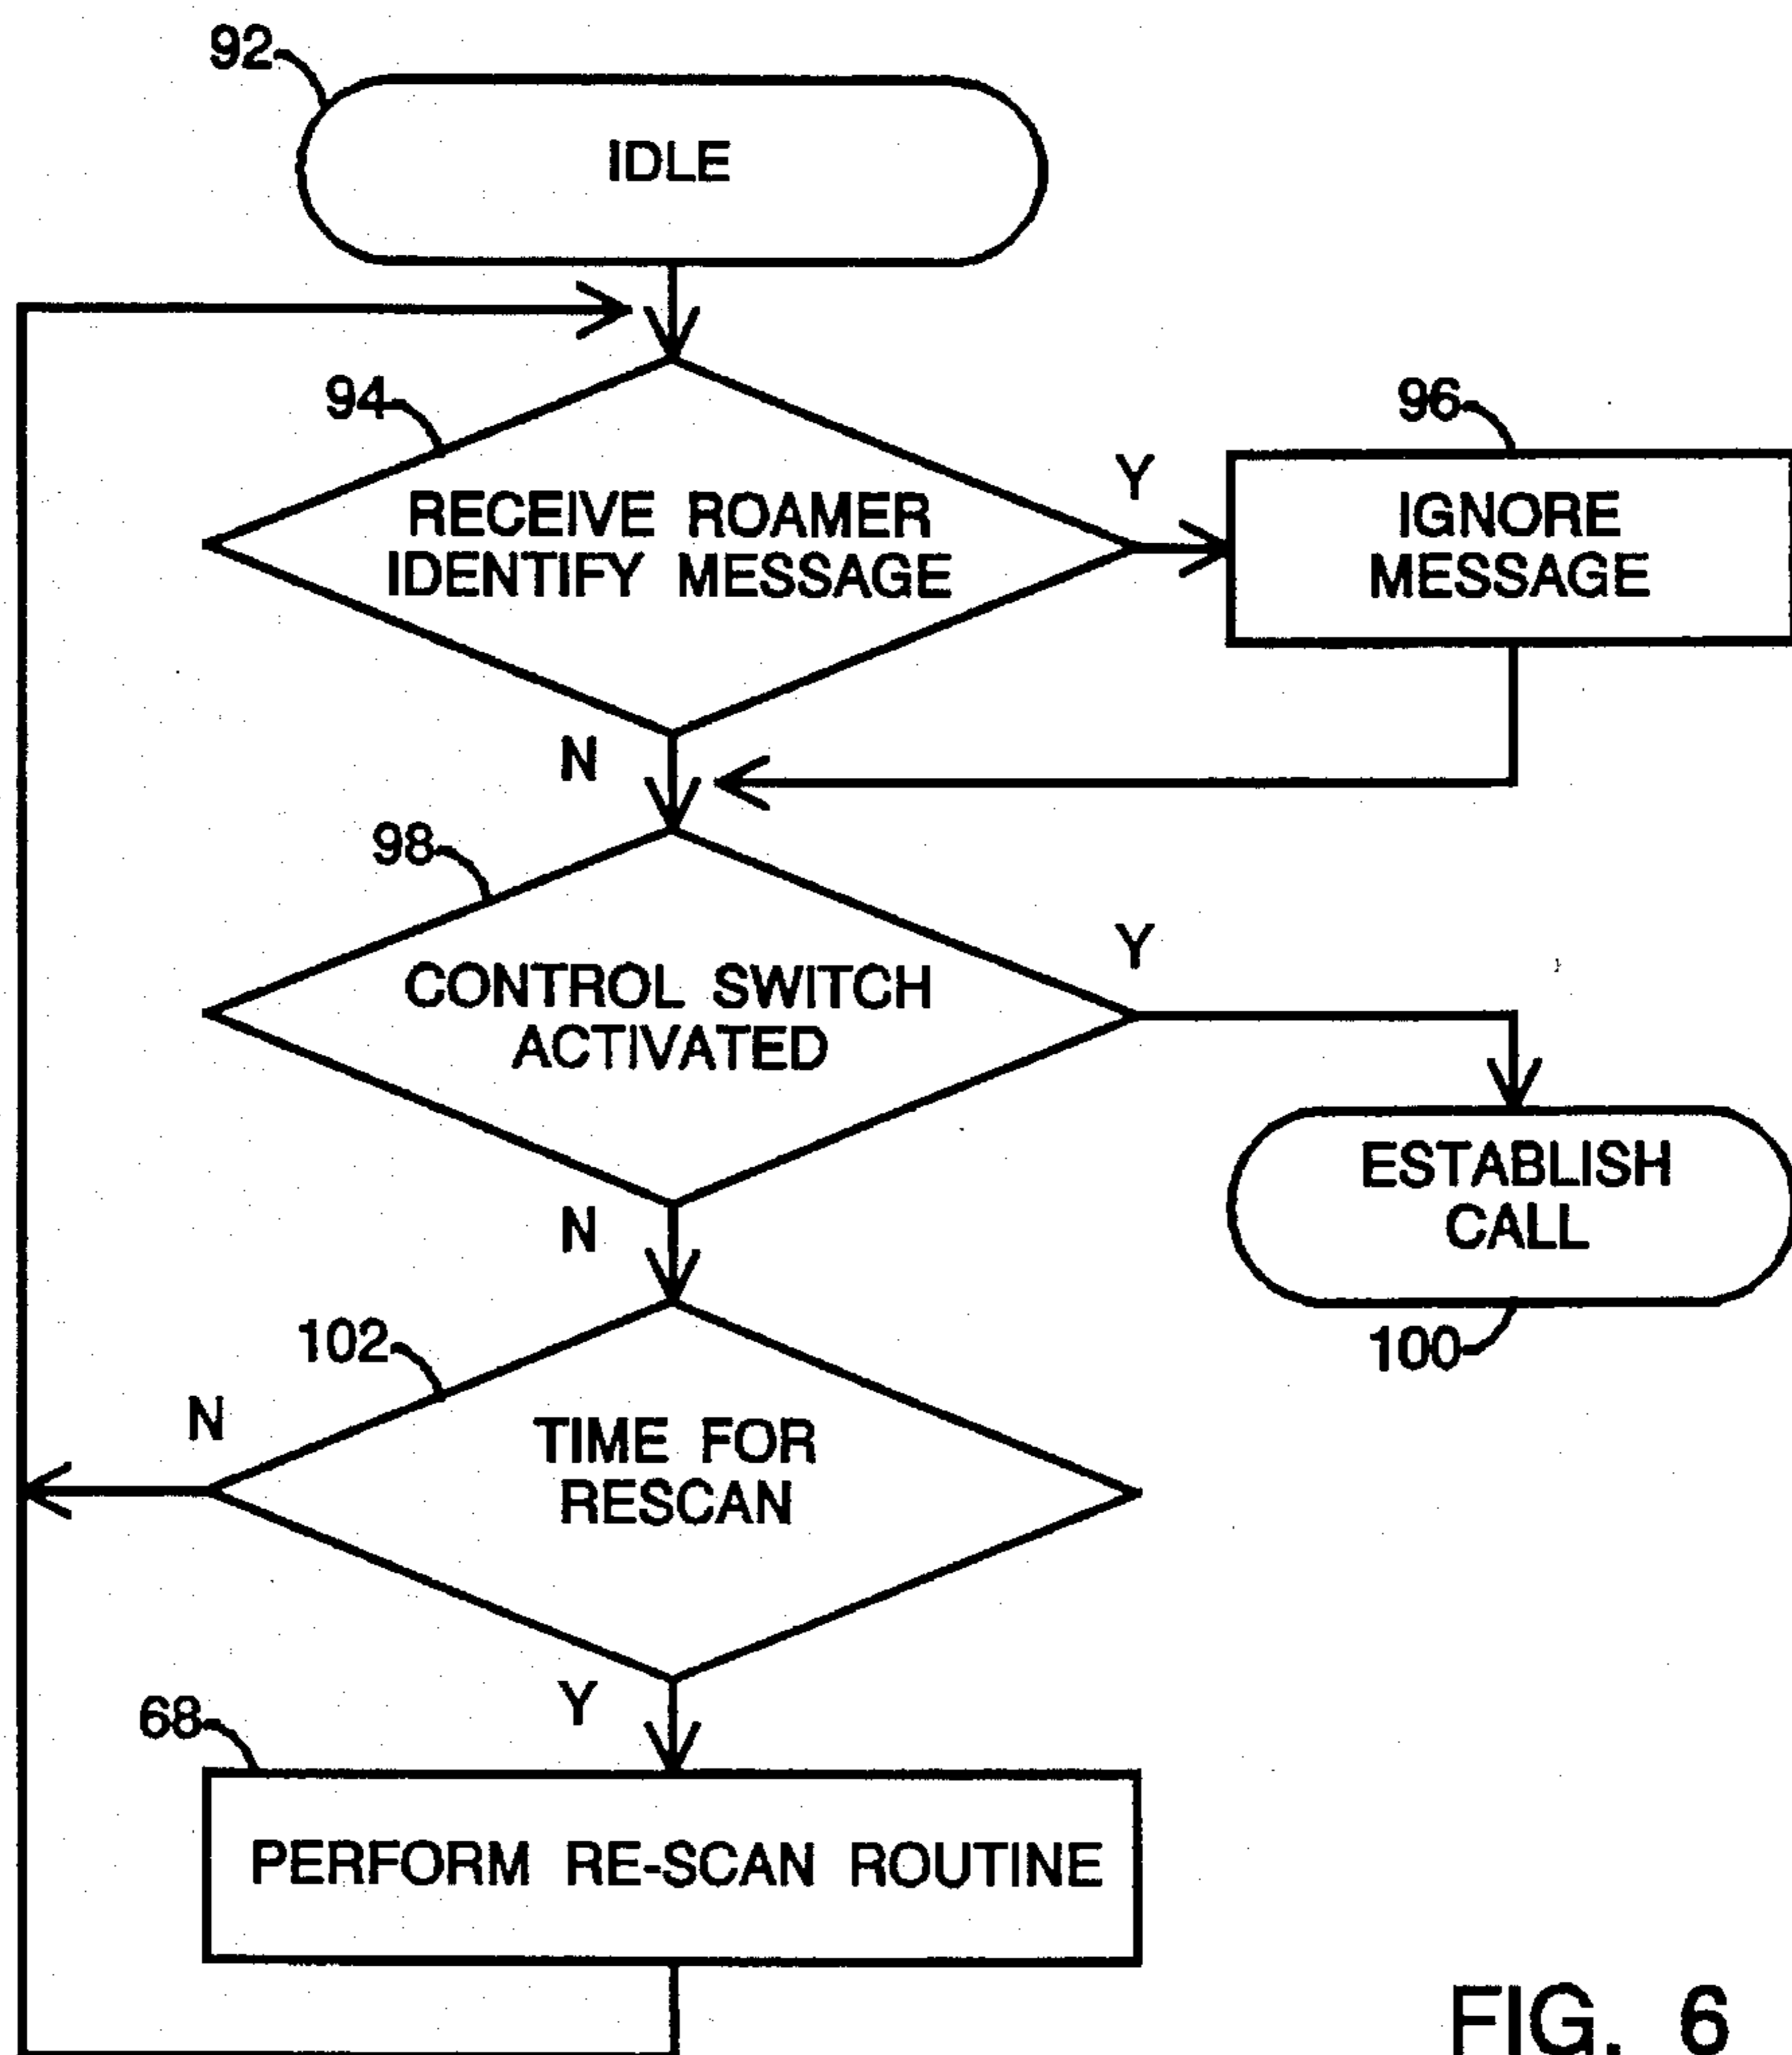 92
IDLE
94
RECEIVE ROAMER
IDENTIFY MESSAGE
Y
96
IGNORE
MESSAGE
N
98
CONTROL SWITCH
ACTIVATED
Y
ESTABLISH
CALL
100
N
102
TIME FOR
RESCAN
N
Y
68
PERFORM RE-SCAN ROUTINE
FIG. 6